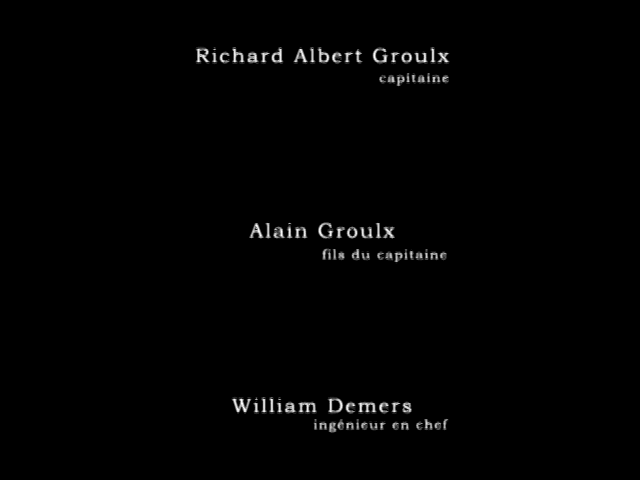 Richard Albert Groulx
capitaine
Alain Groulx
fils du capitaine
William Demers
ingénieur en chef